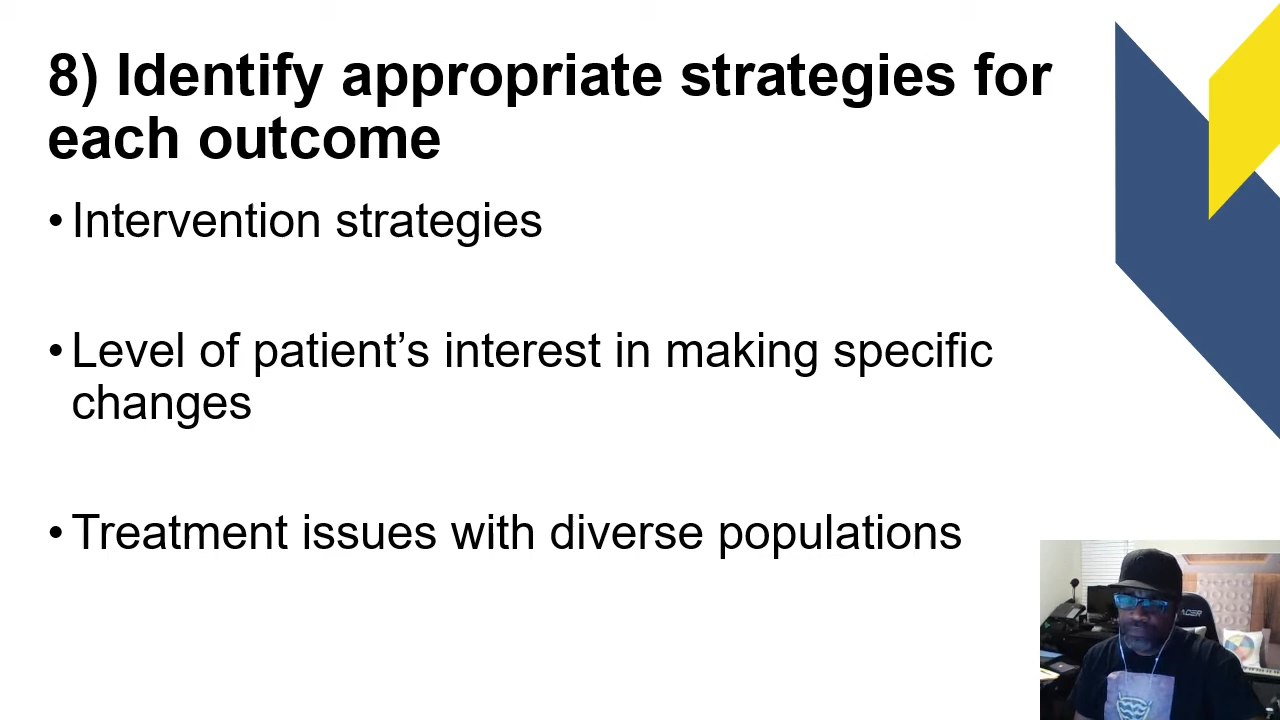 8) Identify appropriate strategies for
each outcome
• Intervention strategies
• Level of patient’s interest in making specific
changes
• Treatment issues with diverse populations